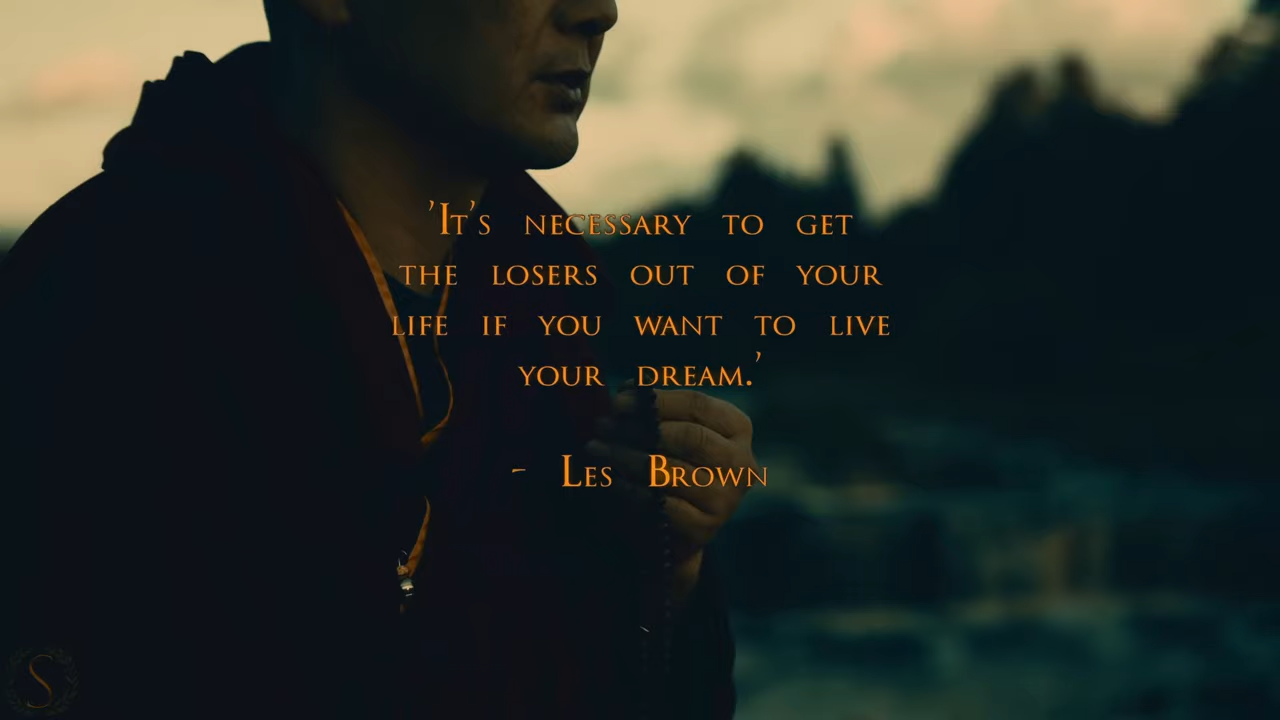 'It's necessary to get
the losers out of your
life if you want to live
your dream.'
- Les Brown
S